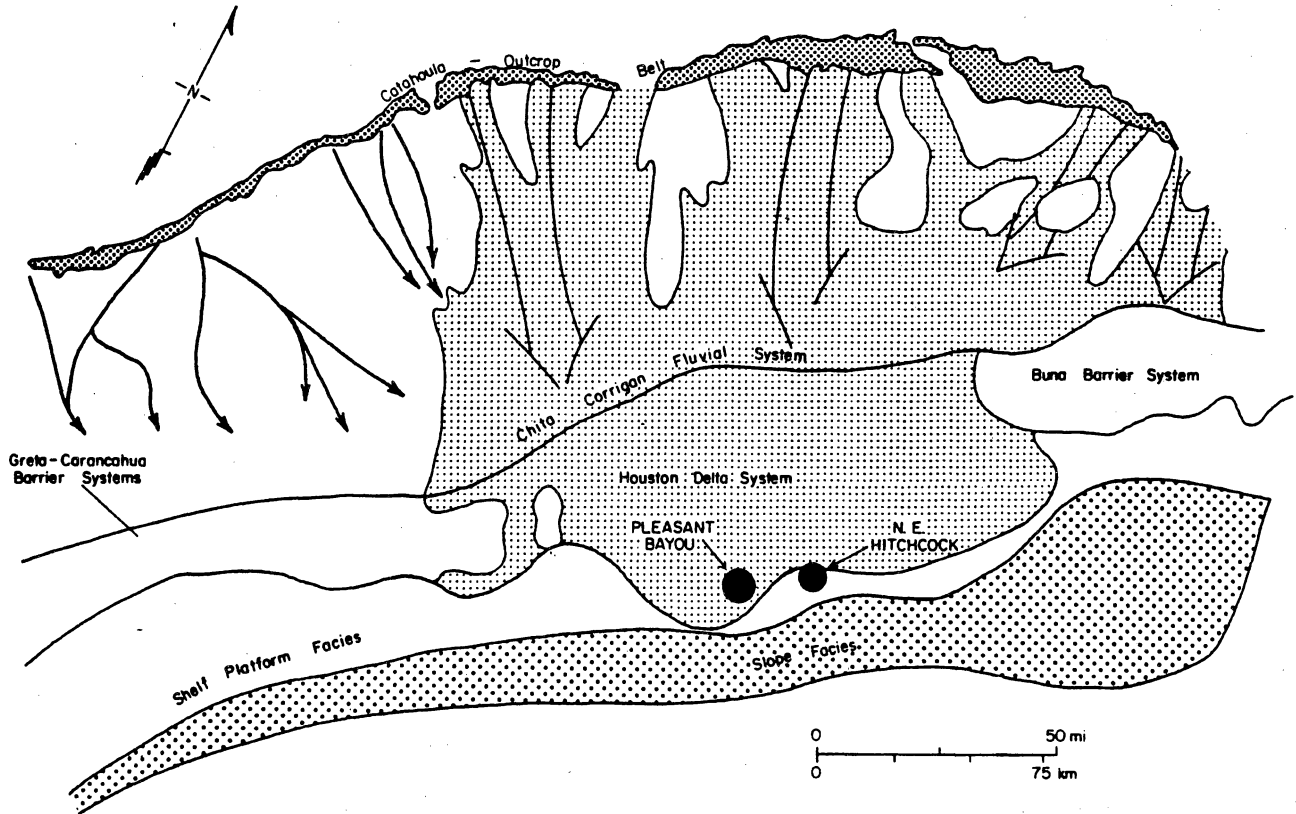 N
Catahoula Outcrop Belt
Chita Corrigan Fluvial System
Buna Barrier System
Greta-Carancahua
Barrier Systems
Houston Delta System
PLEASANT
BAYOU
N. E.
HITCHCOCK
Shelf Platform Facies
Slope Facies
0 50 mi
0 75 km